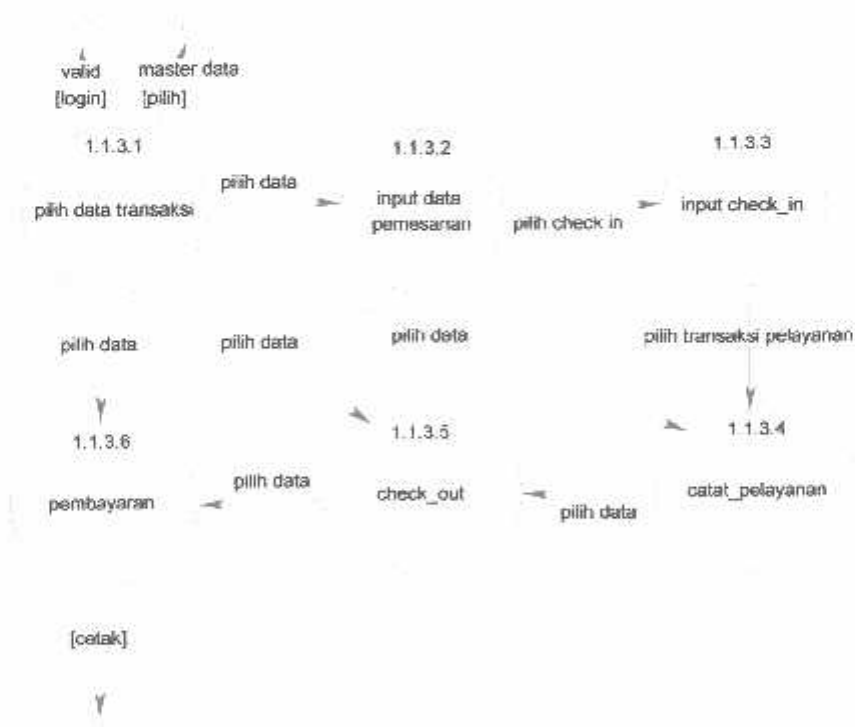 valid
master data
[login]
[pilih]
1.1.3.1
1.1.3.2
1.1.3.3
pilih data transaksi
pilih data
input data
pemesanan
pilih check in
input check_in
pilih data
pilih data
pilih data
pilih transaksi pelayanan
1.1.3.6
1.1.3.5
1.1.3.4
pembayaran
pilih data
check_out
pilih data
catat_pelayanan
[cetak]